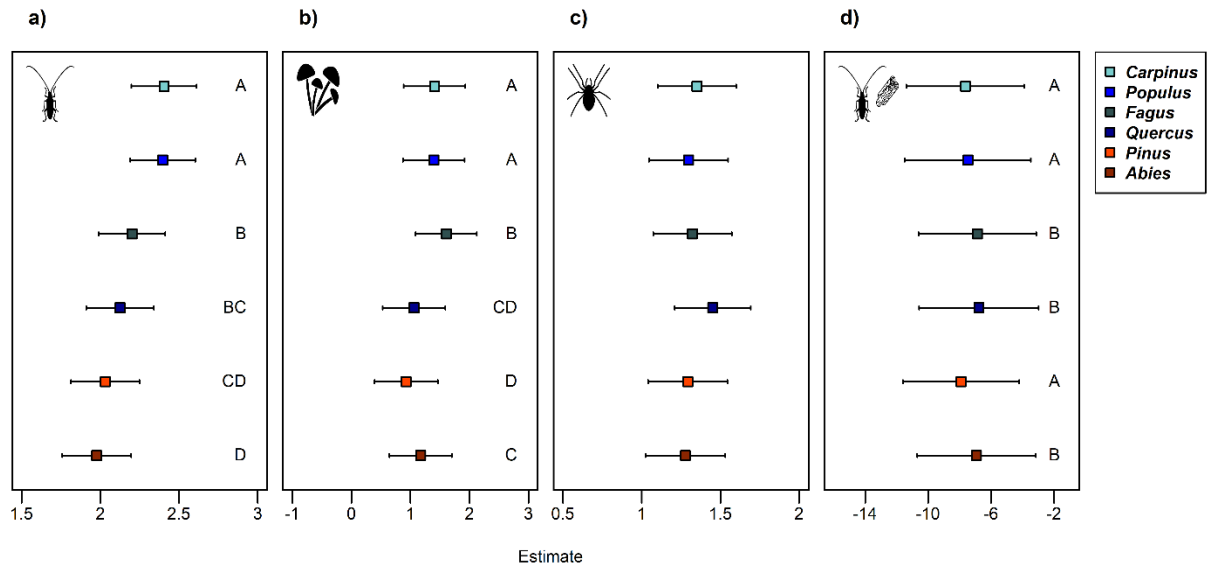 a) b) c) d)
A A A
A A A
B B B
BC CD B
CD D A
D C B
1.5 2 2.5 3 -1 0 1 2 3 0.5 1 1.5 2 -14 -10 -6 -2
Estimate
Carpinus
Populus
Fagus
Quercus
Pinus
Abies